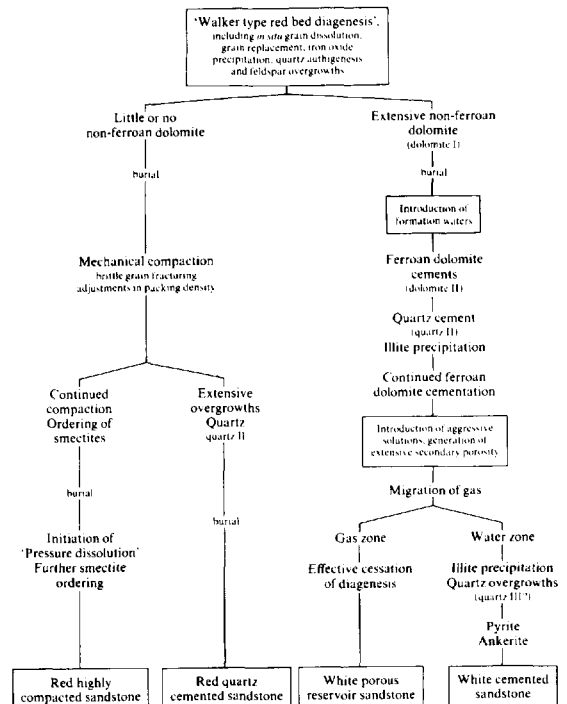 'Walker type red bed diagenesis',
including in situ grain dissolution,
grain replacement, iron oxide
precipitation, quartz authigenesis
and feldspar overgrowths
Little or no
non-ferroan dolomite
burial
Mechanical compaction
brittle grain fracturing
adjustments in packing density
Continued
compaction
Ordering of
smectites
burial
Initiation of
'Pressure dissolution'
Further smectite
ordering
Red highly
compacted sandstone
Extensive
overgrowths
Quartz
quartz II
burial
Red quartz
cemented sandstone
Extensive non-ferroan
dolomite
(dolomite I)
burial
Introduction of
formation waters
Ferroan dolomite
cements
(dolomite II)
Quartz cement
(quartz II)
Illite precipitation
Continued ferroan
dolomite cementation
Introduction of aggressive
solutions, generation of
extensive secondary porosity
Migration of gas
Gas zone
Effective cessation
of diagenesis
White porous
reservoir sandstone
Water zone
Illite precipitation
Quartz overgrowths
(quartz III?)
Pyrite
Ankerite
White cemented
sandstone